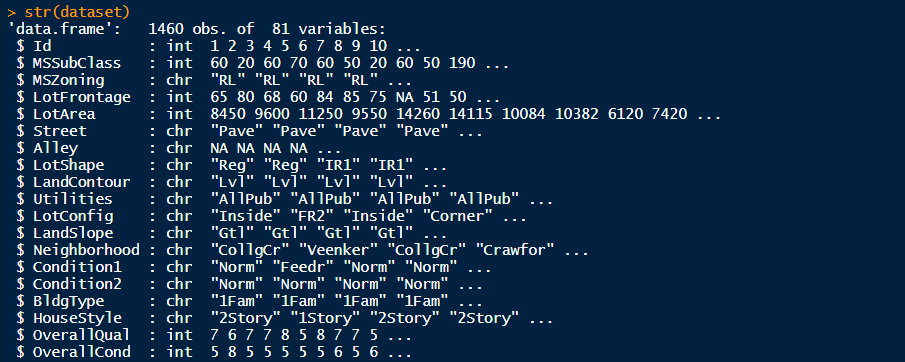 > str(dataset)
'data.frame':   1460 obs. of  81 variables:
 $ Id           : int  1 2 3 4 5 6 7 8 9 10 ...
 $ MSSubClass   : int  60 20 60 70 60 50 20 60 50 190 ...
 $ MSZoning     : chr  "RL" "RL" "RL" "RL" ...
 $ LotFrontage  : int  65 80 68 60 84 85 75 NA 51 50 ...
 $ LotArea      : int  8450 9600 11250 9550 14260 14115 10084 10382 6120 7420 ...
 $ Street       : chr  "Pave" "Pave" "Pave" "Pave" ...
 $ Alley        : chr  NA NA NA NA ...
 $ LotShape     : chr  "Reg" "Reg" "IR1" "IR1" ...
 $ LandContour  : chr  "Lvl" "Lvl" "Lvl" "Lvl" ...
 $ Utilities    : chr  "AllPub" "AllPub" "AllPub" "AllPub" ...
 $ LotConfig    : chr  "Inside" "FR2" "Inside" "Corner" ...
 $ LandSlope    : chr  "Gtl" "Gtl" "Gtl" "Gtl" ...
 $ Neighborhood : chr  "CollgCr" "Veenker" "CollgCr" "Crawfor" ...
 $ Condition1   : chr  "Norm" "Feedr" "Norm" "Norm" ...
 $ Condition2   : chr  "Norm" "Norm" "Norm" "Norm" ...
 $ BldgType     : chr  "1Fam" "1Fam" "1Fam" "1Fam" ...
 $ HouseStyle   : chr  "2Story" "1Story" "2Story" "2Story" ...
 $ OverallQual  : int  7 6 7 7 8 5 8 7 7 5 ...
 $ OverallCond  : int  5 8 5 5 5 5 5 6 5 6 ...